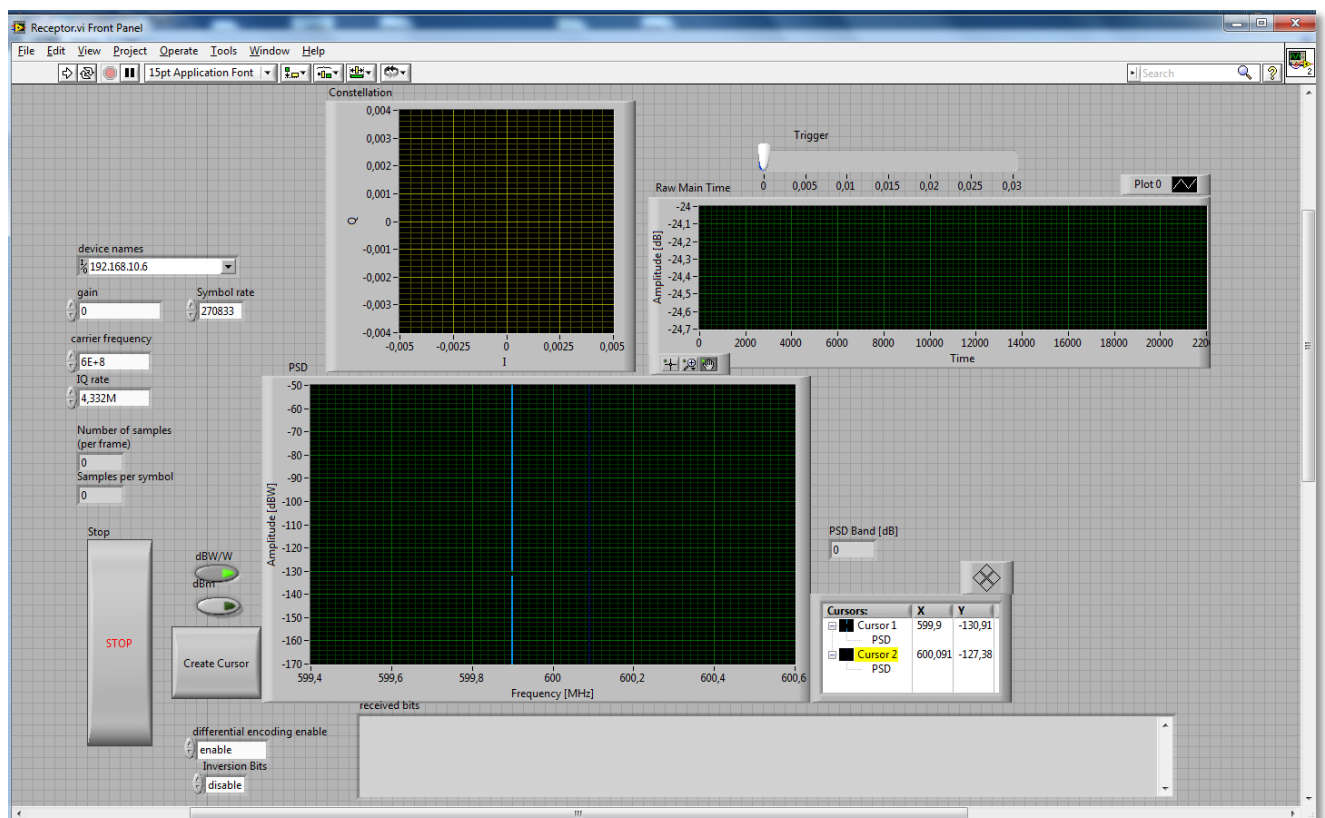 Receptor.vi Front Panel
File Edit View Project Operate Tools Window Help
15pt Application Font
Search
2
Constellation
0,004
0,003
0,002
0,001
0
-0,001
-0,002
-0,003
-0,004
Q
-0,005 -0,0025 0 0,0025 0,005
I
Trigger
0 0,005 0,01 0,015 0,02 0,025 0,03
Raw Main Time
Plot 0
-24
-24,1
-24,2
-24,3
-24,4
-24,5
-24,6
-24,7
Amplitude [dB]
0 2000 4000 6000 8000 10000 12000 14000 16000 18000 20000 220
Time
device names
192.168.10.6
gain Symbol rate
0 270833
carrier frequency
6E+8
IQ rate
4,332M
Number of samples
(per frame)
0
Samples per symbol
0
Stop
STOP
dBW/W
dBm
Create Cursor
PSD
-50
-60
-70
-80
-90
-100
-110
-120
-130
-140
-150
-160
-170
Amplitude [dBW]
599,4 599,6 599,8 600 600,2 600,4 600,6
Frequency [MHz]
PSD Band [dB]
0
Cursors: X Y
Cursor 1 599,9 -130,91
PSD
Cursor 2 600,091 -127,38
PSD
received bits
differential encoding enable
enable
Inversion Bits
disable